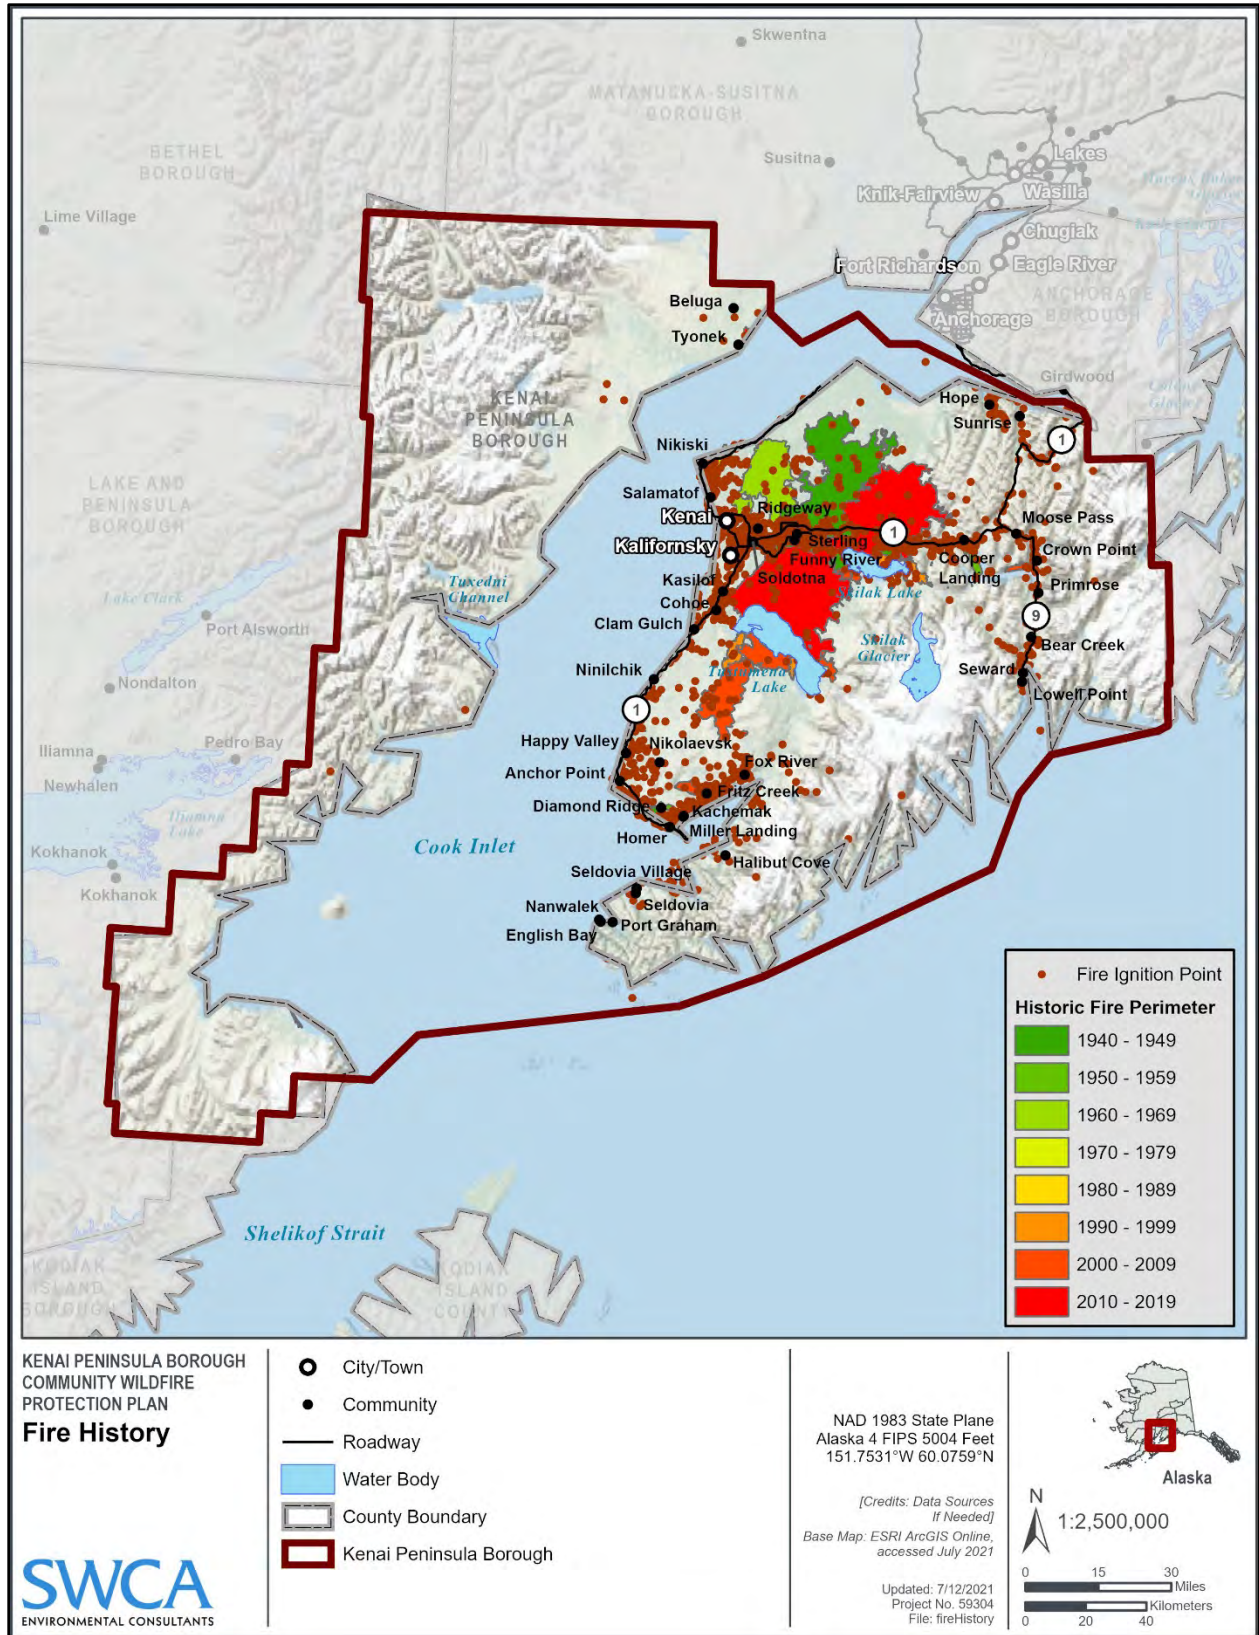 Skwentna
MATANUSKA-SUSITNA
BOROUGH
BETHEL
BOROUGH
Susitna
Lakes
Knik-Fairview
Wasilla
Lime Village
Chugiak
Fort Richardson
Eagle River
ANCHORAGE
BOROUGH
Anchorage
Beluga
Tyonek
Girdwood
KENAI
PENINSULA
BOROUGH
Hope
Sunrise
1
Nikiski
LAKE AND
PENINSULA
BOROUGH
Salamatof
Ridgeway
Kenai
Moose Pass
1
Kalifornsky
Sterling
Funny River
Cooper
Landing
Crown Point
Kasilof
Soldotna
Skilak Lake
Primrose
Tuxedni
Channel
Lake Clark
Cohoe
Port Alsworth
Clam Gulch
9
Bear Creek
Skilak
Glacier
Ninilchik
Tustumena
Lake
Seward
Nondalton
Lowell Point
1
Iliamna
Pedro Bay
Happy Valley
Nikolaevsk
Fox River
Newhalen
Anchor Point
Fritz Creek
Diamond Ridge
Kachemak
Iliamna
Lake
Homer
Miller Landing
Cook Inlet
Kokhanok
Halibut Cove
Seldovia Village
Kokhanok
Nanwalek
Seldovia
English Bay
Port Graham
Fire Ignition Point
Historic Fire Perimeter
1940 - 1949
1950 - 1959
1960 - 1969
1970 - 1979
1980 - 1989
1990 - 1999
2000 - 2009
2010 - 2019
Shelikof Strait
KODIAK
ISLAND
BOROUGH
KODIAK
ISLAND
COUNTY
KENAI PENINSULA BOROUGH
COMMUNITY WILDFIRE
PROTECTION PLAN
Fire History
SWCA
ENVIRONMENTAL CONSULTANTS
City/Town
Community
Roadway
Water Body
County Boundary
Kenai Peninsula Borough
NAD 1983 State Plane
Alaska 4 FIPS 5004 Feet
151.7531°W 60.0759°N
[Credits: Data Sources
If Needed]
Base Map: ESRI ArcGIS Online,
accessed July 2021
Updated: 7/12/2021
Project No. 59304
File: fireHistory
Alaska
N
1:2,500,000
0 15 30
Miles
Kilometers
0 20 40